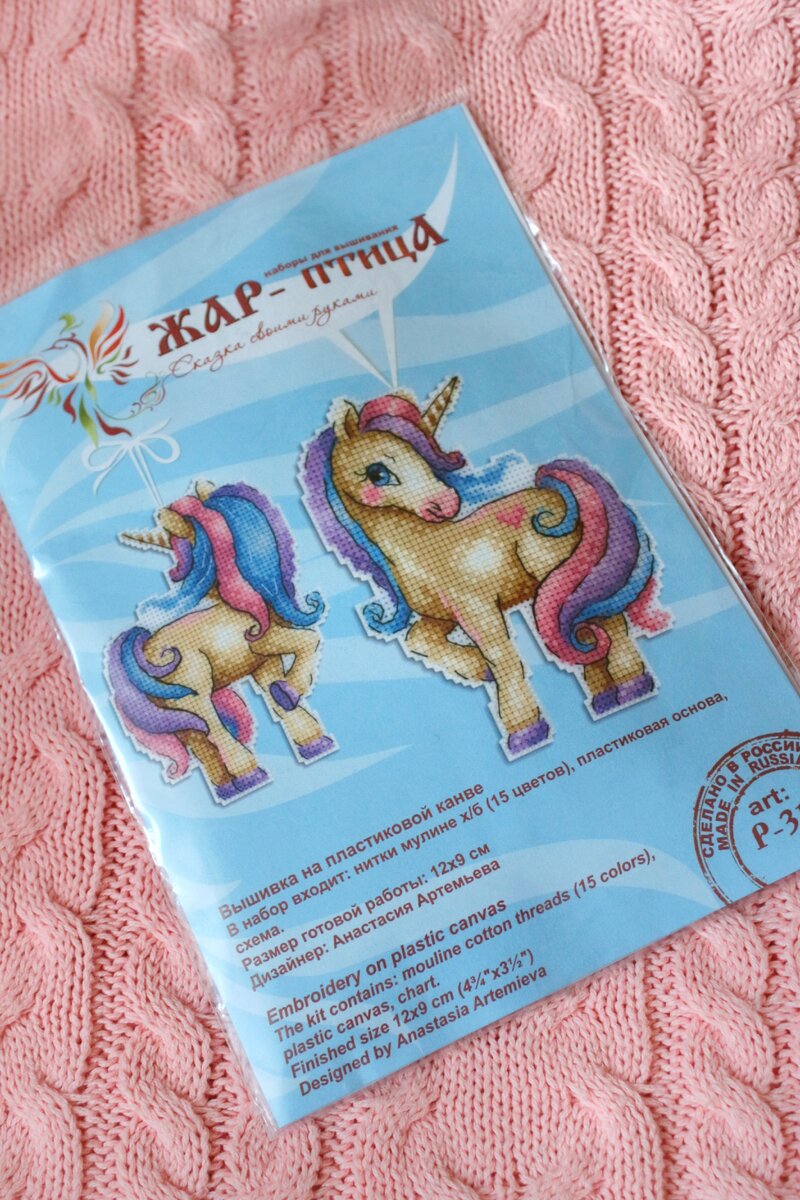 наборы для вышивания
ЖАР-ПТИЦА
Сказка своими руками
Вышивка на пластиковой канве
В набор входит: нитки мулине х/б (15 цветов), пластиковая основа,
схема.
Размер готовой работы: 12x9 см
Дизайнер: Анастасия Артемьева
Embroidery on plastic canvas
The kit contains: mouline cotton threads (15 colors),
plastic canvas, chart.
Finished size 12x9 cm (4¾"x3½")
Designed by Anastasia Artemieva
СДЕЛАНО В РОССИИ
MADE IN RUSSIA
art: